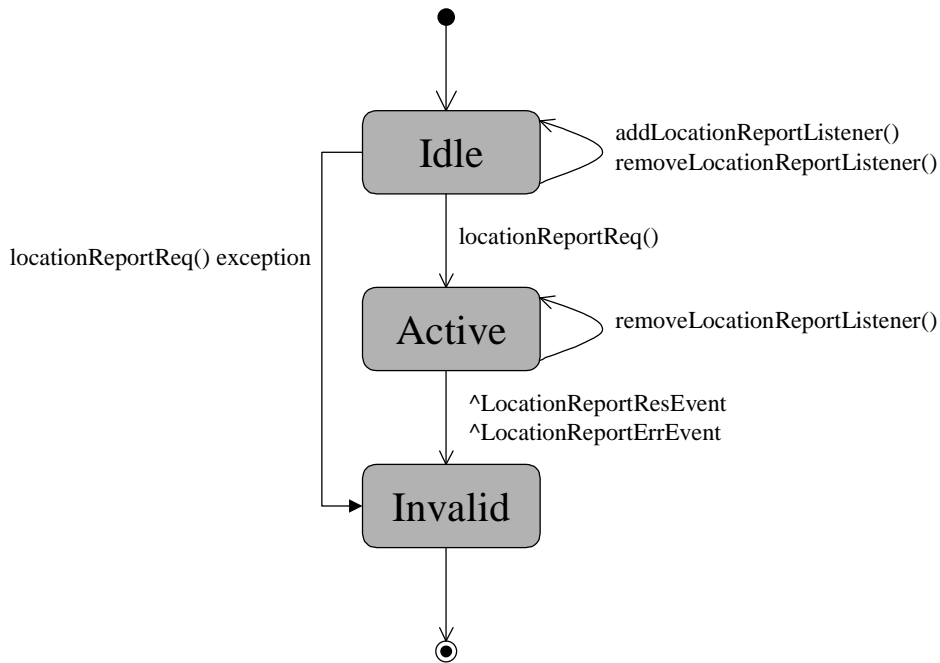 Idle
addLocationReportListener()
removeLocationReportListener()
locationReportReq()
locationReportReq() exception
Active
removeLocationReportListener()
^LocationReportResEvent
^LocationReportErrEvent
Invalid